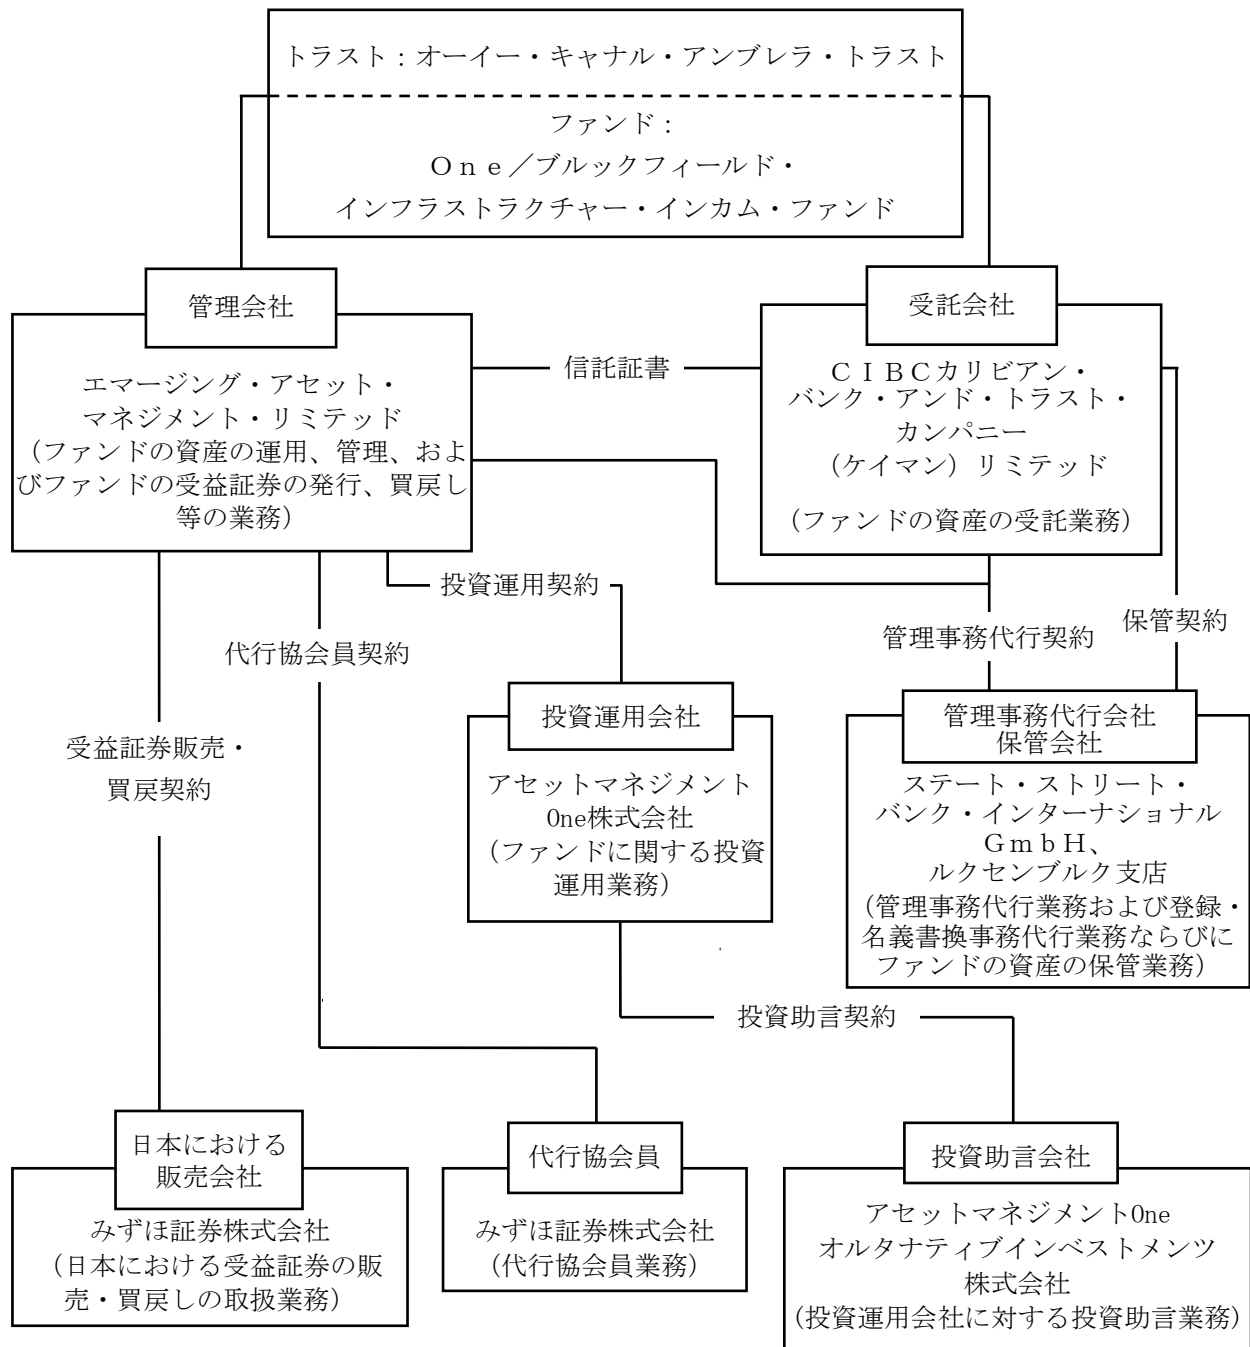 トラスト：オーイー・キャナル・アンブレラ・トラスト
ファンド：
Ｏｎｅ／ブルックフィールド・
インフラストラクチャー・インカム・ファンド
管理会社
エマージング・アセット・
マネジメント・リミテッド
（ファンドの資産の運用、管理、およ
びファンドの受益証券の発行、買戻し
等の業務）
信託証書
受託会社
ＣＩＢＣカリビアン・
バンク・アンド・トラスト・
カンパニー
（ケイマン）リミテッド
（ファンドの資産の受託業務）
投資運用契約
代行協会員契約
管理事務代行契約
保管契約
受益証券販売・
買戻契約
投資運用会社
アセットマネジメント
One株式会社
（ファンドに関する投資
運用業務）
管理事務代行会社
保管会社
ステート・ストリート・
バンク・インターナショナル
ＧｍｂＨ、
ルクセンブルク支店
（管理事務代行業務および登録・
名義書換事務代行業務ならびに
ファンドの資産の保管業務）
投資助言契約
日本における
販売会社
みずほ証券株式会社
（日本における受益証券の販
売・買戻しの取扱業務）
代行協会員
みずほ証券株式会社
（代行協会員業務）
投資助言会社
アセットマネジメントOne
オルタナティブインベストメンツ
株式会社
（投資運用会社に対する投資助言業務）